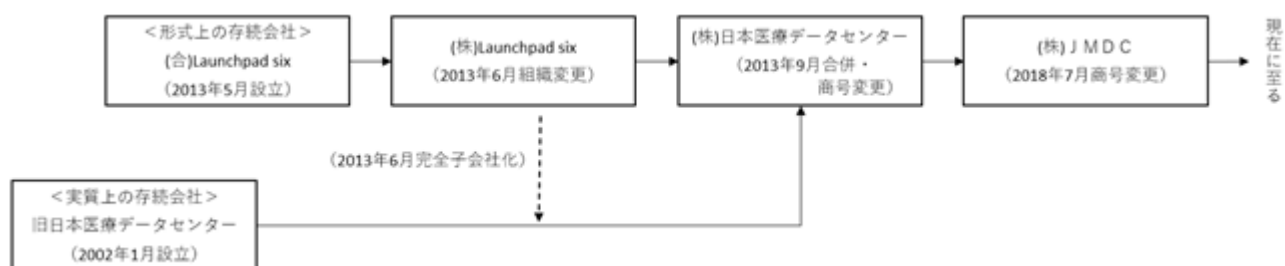 ＜形式上の存続会社＞
(合)Launchpad six
（2013年5月設立）
(株)Launchpad six
（2013年6月組織変更）
(株)日本医療データセンター
（2013年9月合併・
商号変更）
(株)ＪＭＤＣ
（2018年7月商号変更）
現在に至る
（2013年6月完全子会社化）
＜実質上の存続会社＞
旧日本医療データセンター
（2002年1月設立）